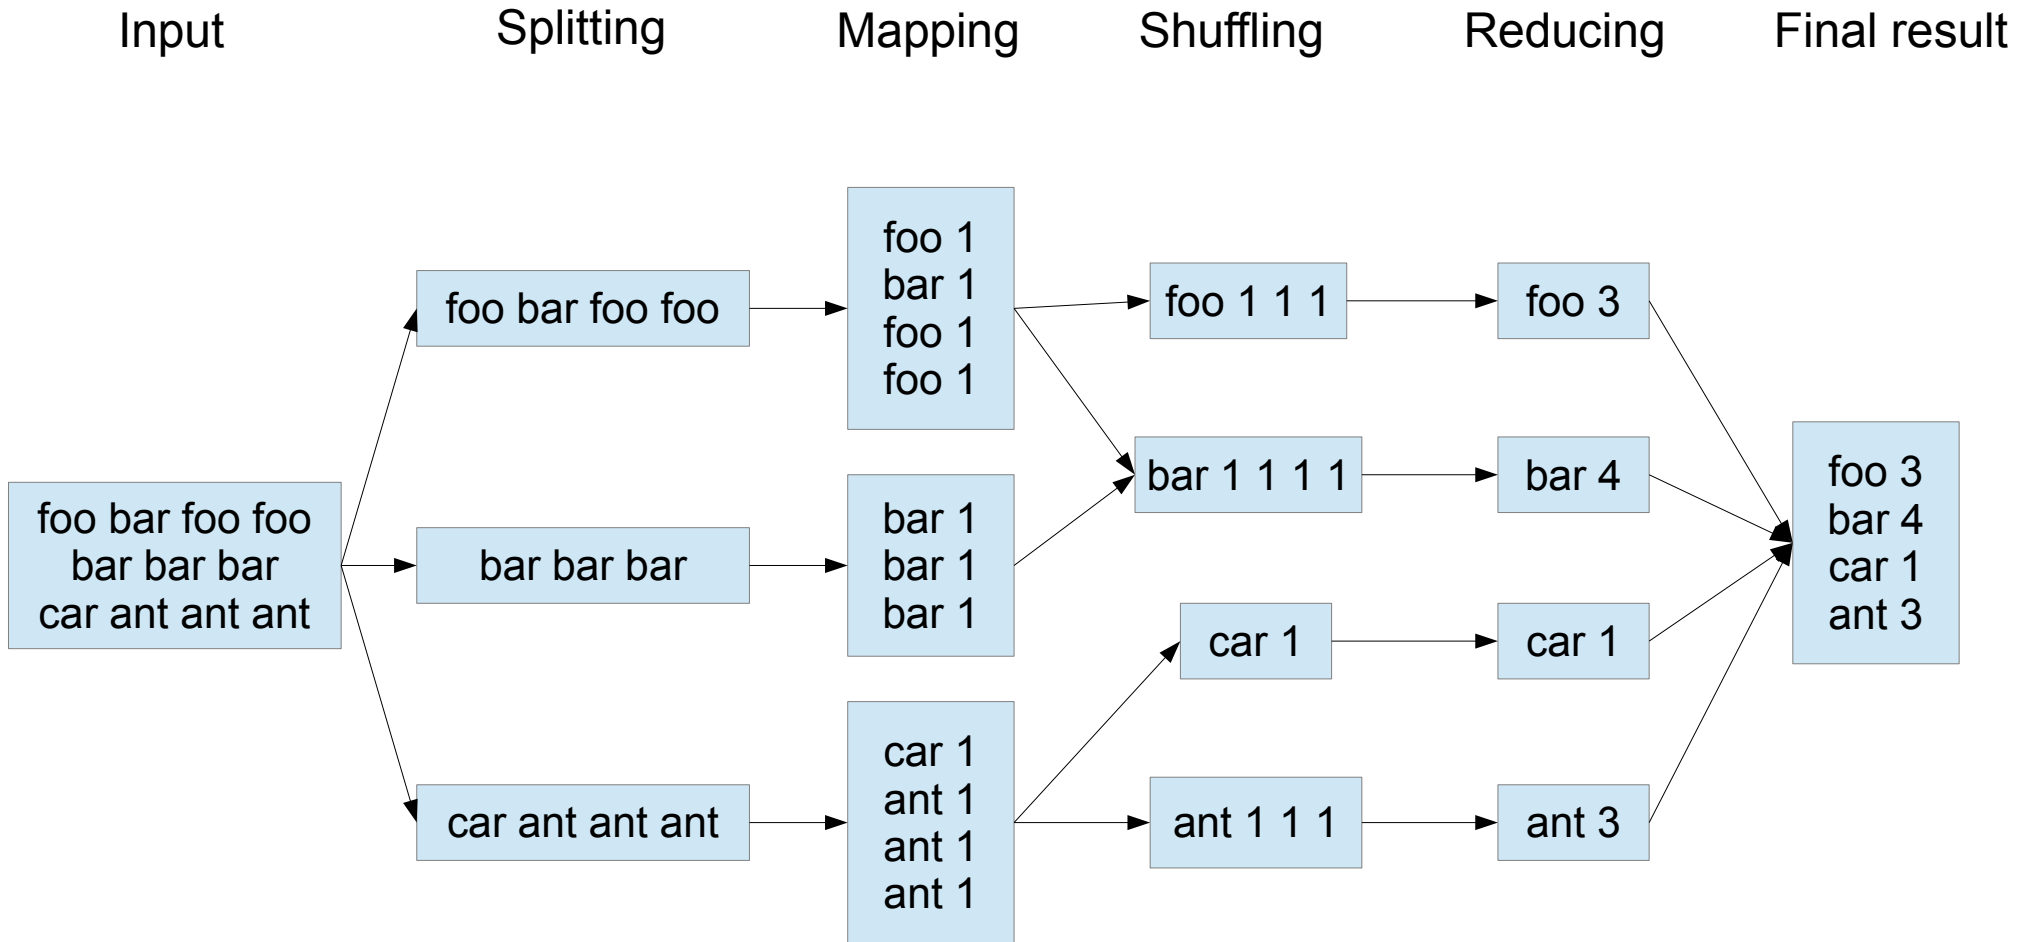 Input
Splitting
Mapping
Shuffling
Reducing
Final result
foo bar foo foo
bar bar bar
car ant ant ant
foo bar foo foo
bar bar bar
car ant ant ant
foo 1
bar 1
foo 1
foo 1
bar 1
bar 1
bar 1
car 1
ant 1
ant 1
ant 1
foo 1 1 1
bar 1 1 1 1
car 1
ant 1 1 1
foo 3
bar 4
car 1
ant 3
foo 3
bar 4
car 1
ant 3